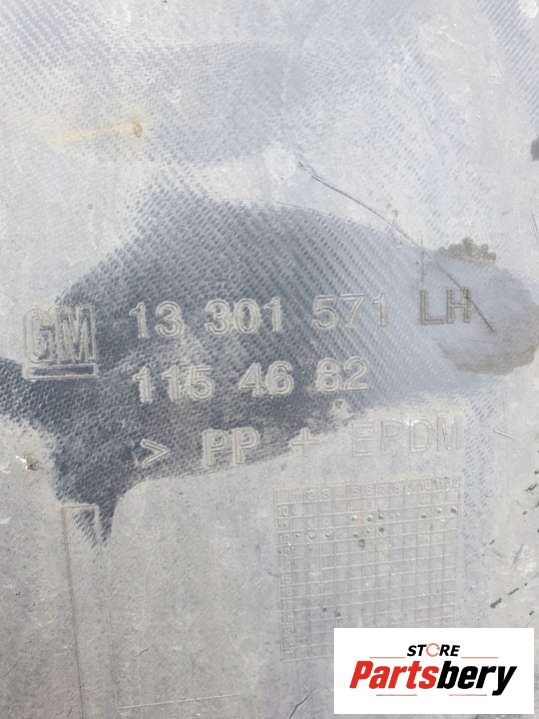 GM 13 301 571 LH
115 46 82
> PP + EPDM <
STORE
Partsbery